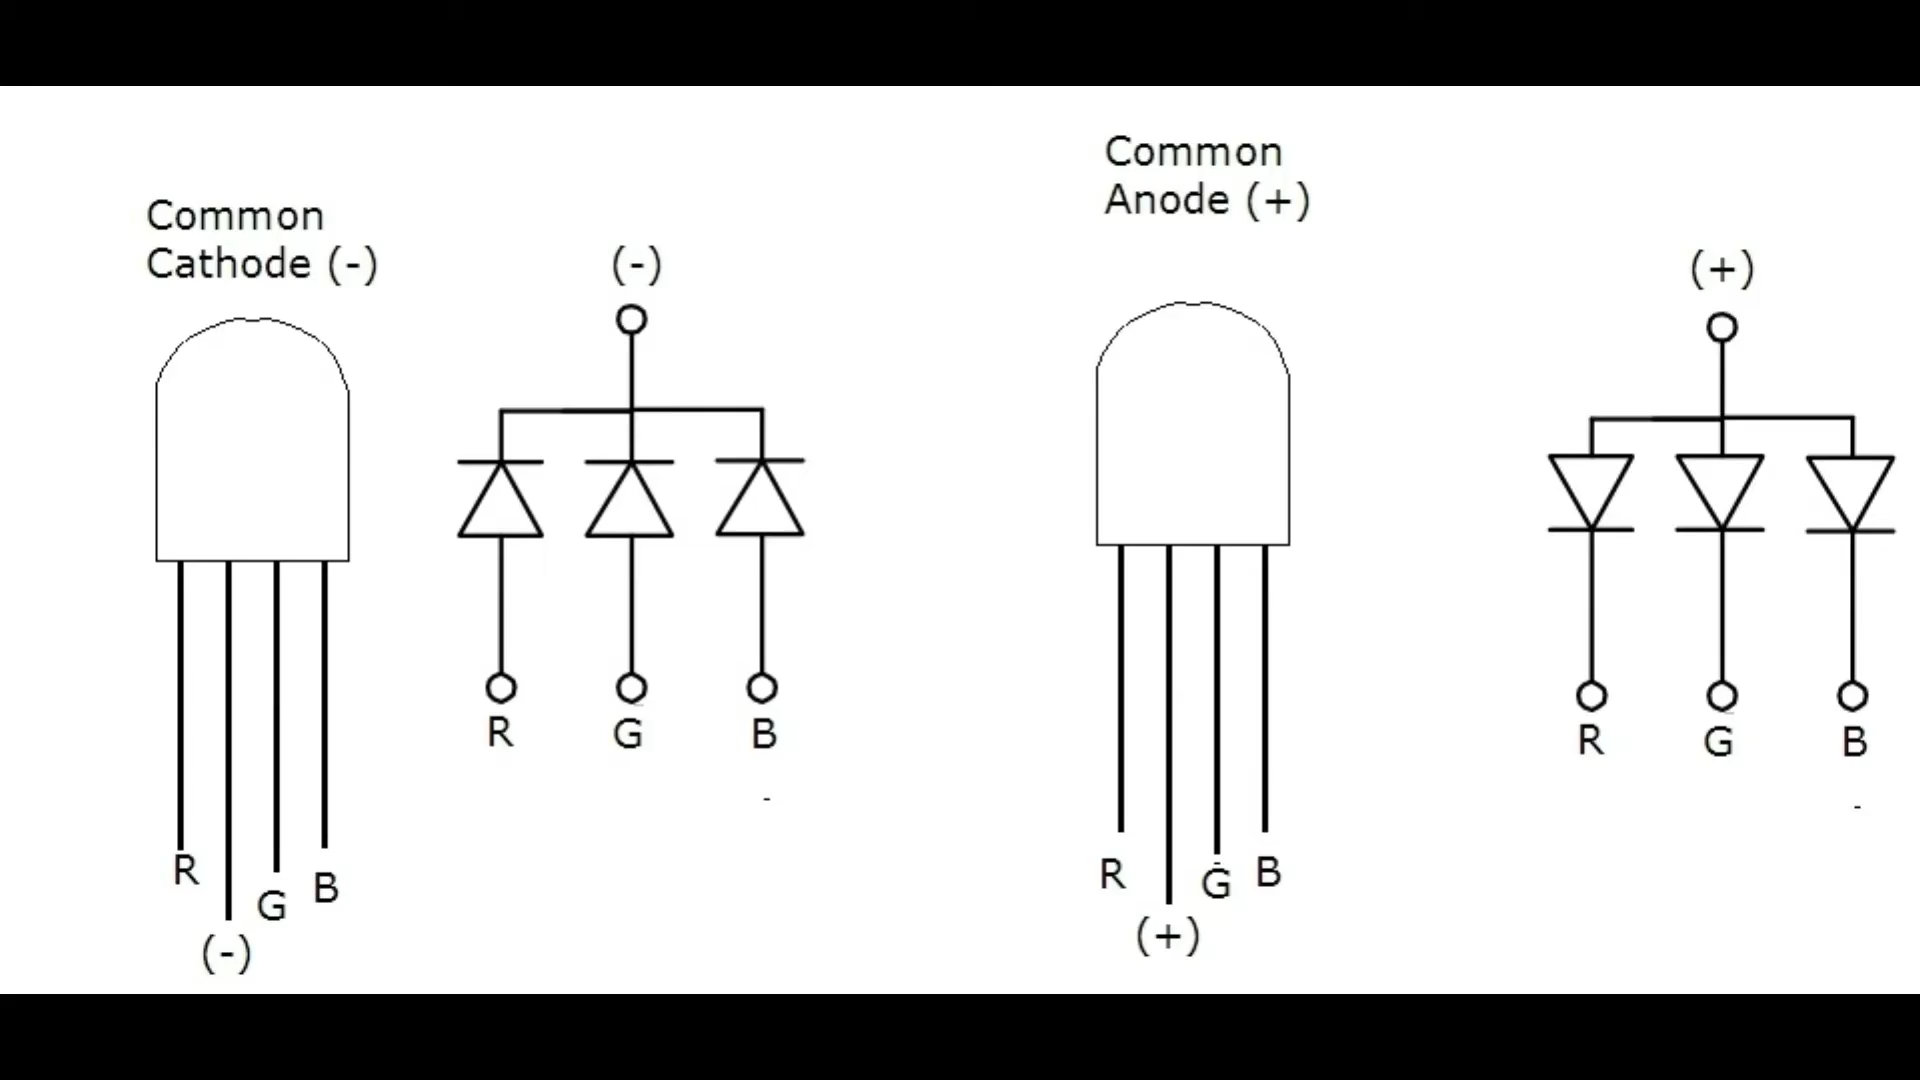 Common
Cathode (-)
(-)
R
G
B
-
R
G
B
(-)
Common
Anode (+)
(+)
R
G
B
-
R
G
B
(+)